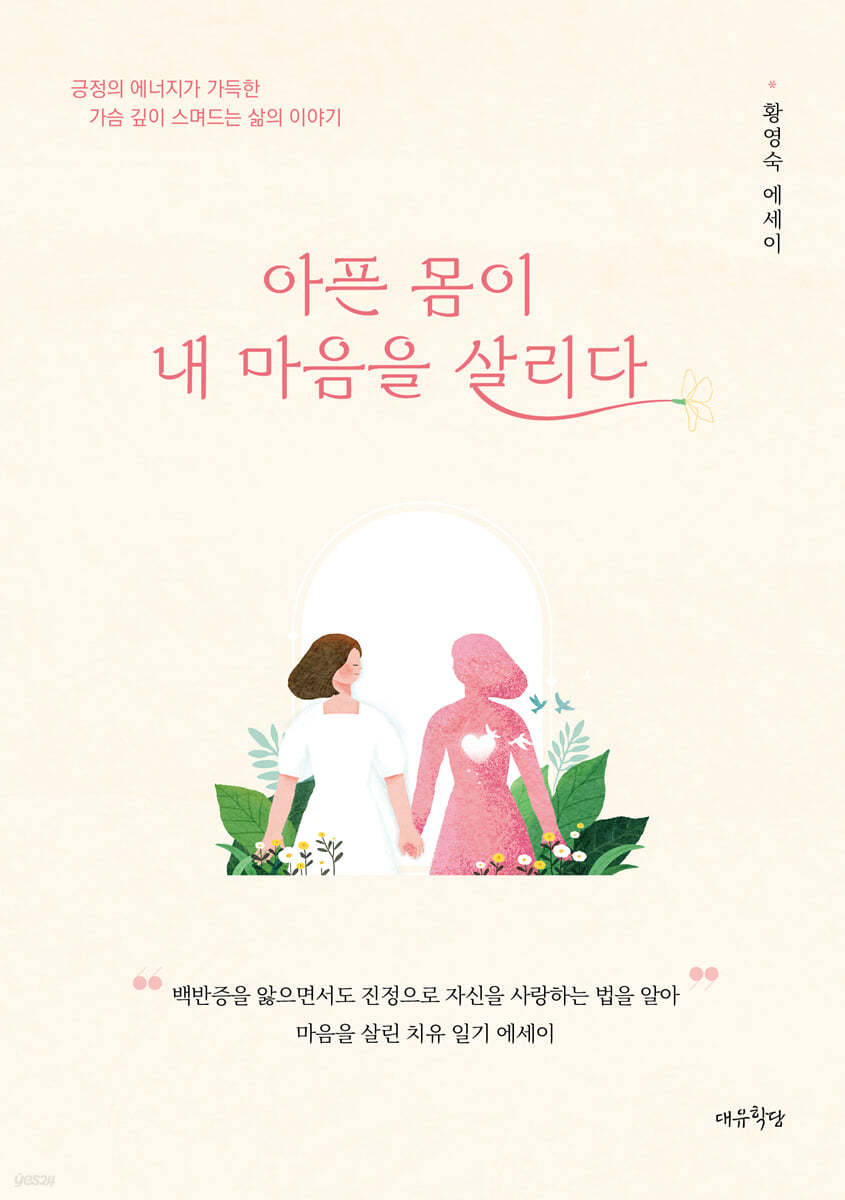 긍정의 에너지가 가득한
가슴 깊이 스며드는 삶의 이야기
* 황영숙 에세이
아픈 몸이
내 마음을 살리다
“ 백반증을 앓으면서도 진정으로 자신을 사랑하는 법을 알아 ”
마음을 살린 치유 일기 에세이
대유학당
yes24